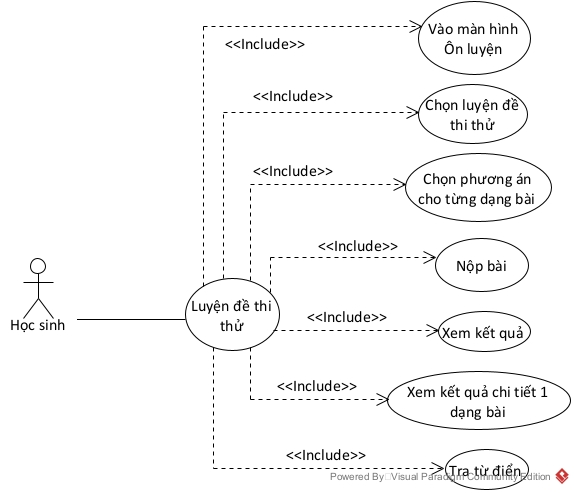 Vào màn hình
Ôn luyện
<<Include>>
<<Include>>
Chọn luyện đề
thi thử
<<Include>>
Chọn phương án
cho từng dạng bài
<<Include>>
Nộp bài
Học sinh
Luyện đề thi
thử
<<Include>>
Xem kết quả
<<Include>>
Xem kết quả chi tiết 1
dạng bài
<<Include>>
Tra từ điển
Powered By Visual Paradigm Community Edition